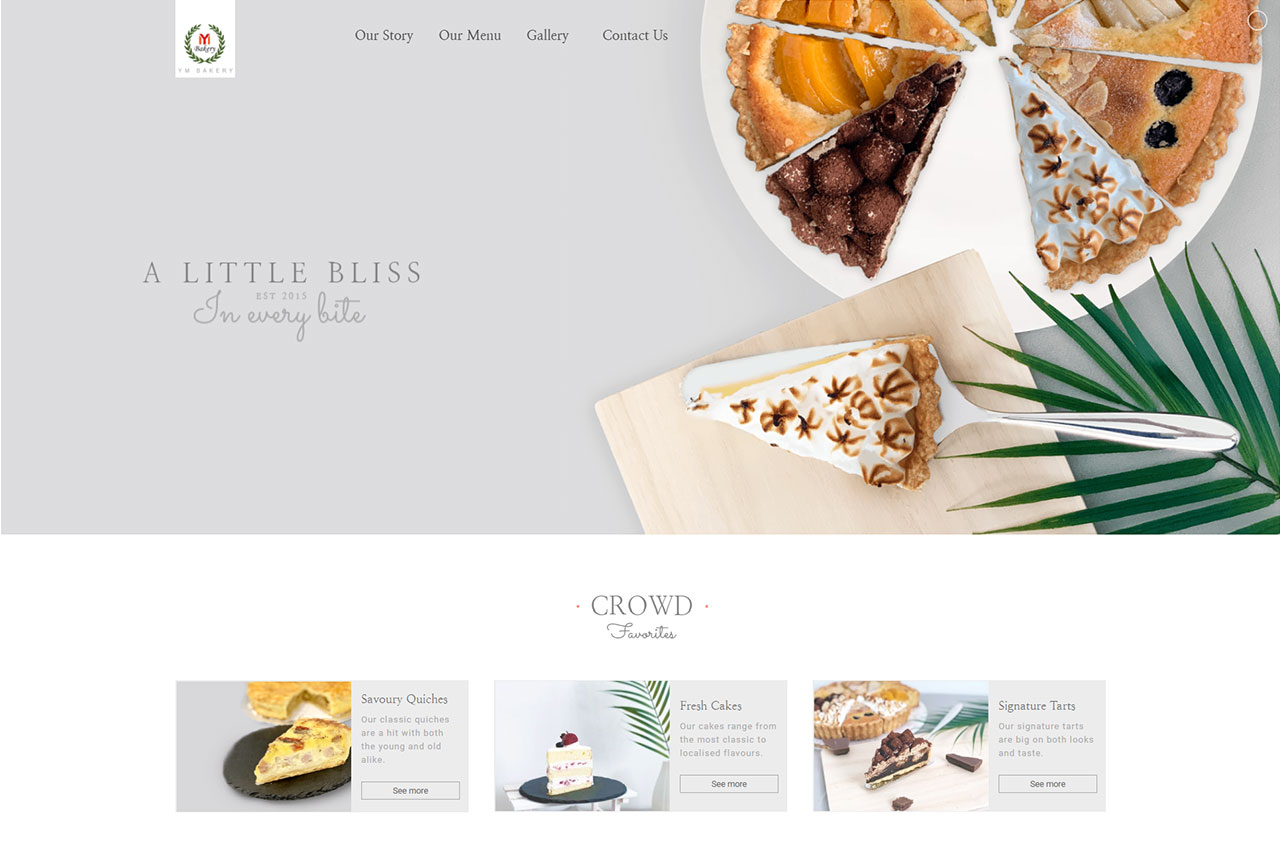 YM
Bakery
YM BAKERY
Our Story
Our Menu
Gallery
Contact Us
A LITTLE BLISS
EST 2015
In every bite
CROWD
Favorites
Savoury Quiches
Our classic quiches
are a hit with both
the young and old
alike.
See more
Fresh Cakes
Our cakes range from
the most classic to
localised flavours.
See more
Signature Tarts
Our signature tarts
are big on both looks
and taste.
See more